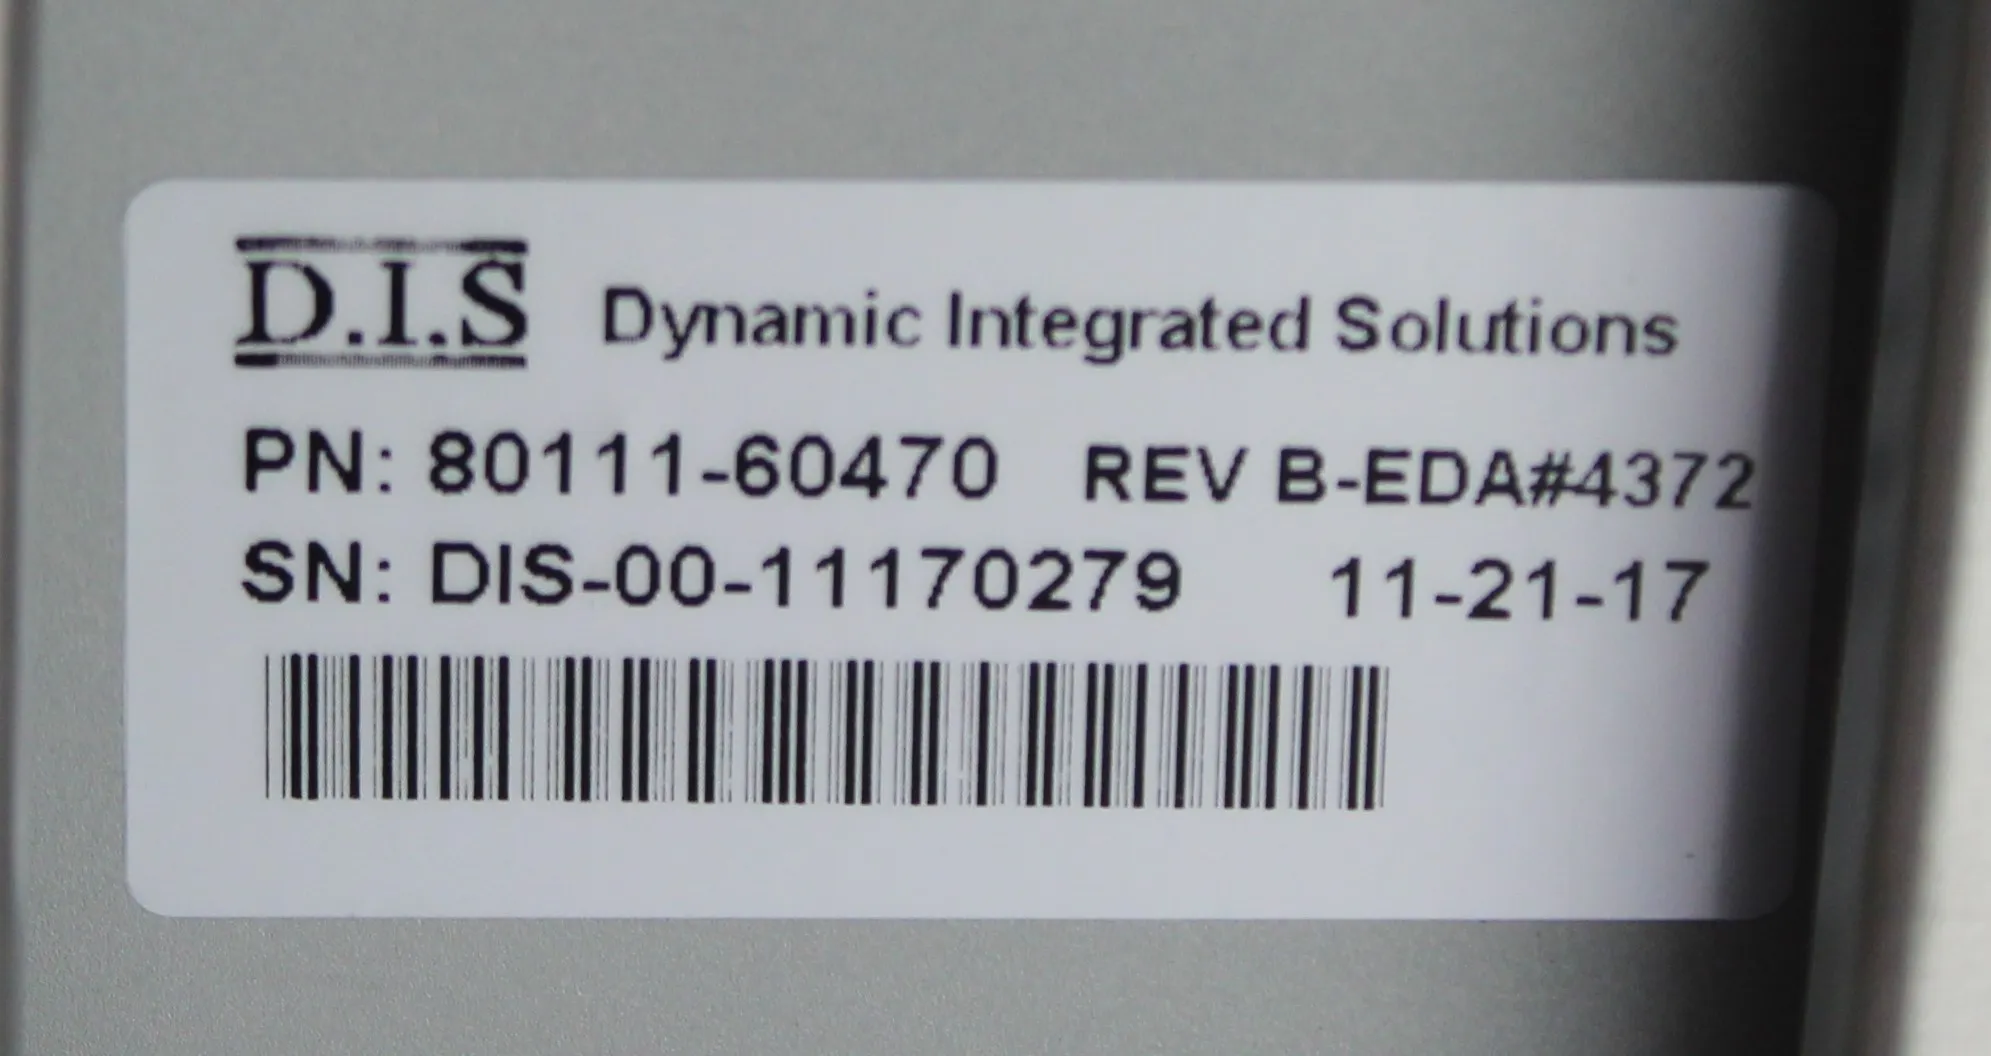 D.I.S Dynamic Integrated Solutions
PN: 80111-60470 REV B-EDA#4372
SN: DIS-00-11170279 11-21-17